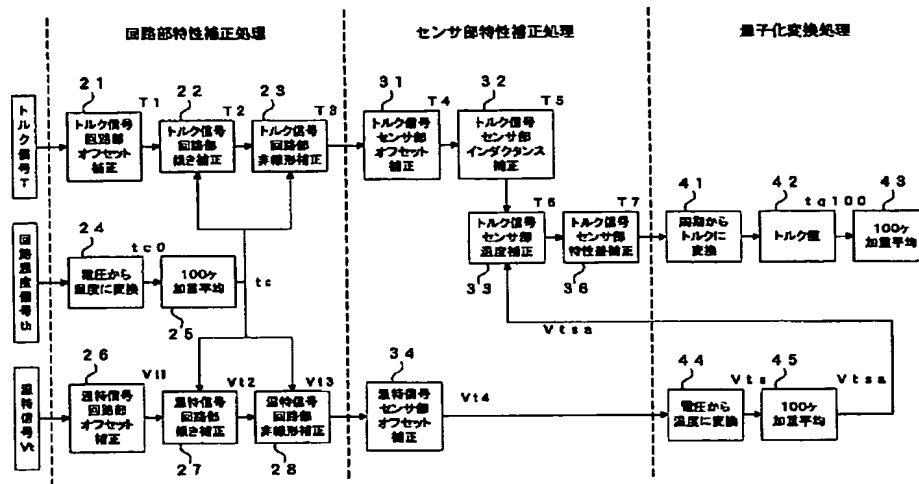 回路部特性補正処理
センサ部特性補正処理
量子化変換処理
トルク信号T
21
トルク信号
回路部
オフセット
補正
T1
22
トルク信号
回路部
傾き補正
T2
23
トルク信号
回路部
非線形補正
T3
31
トルク信号
センサ部
オフセット
補正
T4
32
トルク信号
センサ部
インダクタンス
補正
T5
トルク信号
センサ部
温度補正
33
T6
トルク信号
センサ部
特性差補正
36
T7
41
周期から
トルクに
変換
42
トルク値
tq100
43
100ヶ
加重平均
回路温度信号th
24
電圧から
温度に変換
tc0
100ヶ
加重平均
25
tc
Vtsa
温特信号Vt
26
温特信号
回路部
オフセット
補正
Vt1
温特信号
回路部
傾き補正
27
Vt2
温特信号
回路部
非線形補正
28
Vt3
34
温特信号
センサ部
オフセット
補正
Vt4
44
電圧から
温度に変換
Vts
45
100ヶ
加重平均
Vtsa